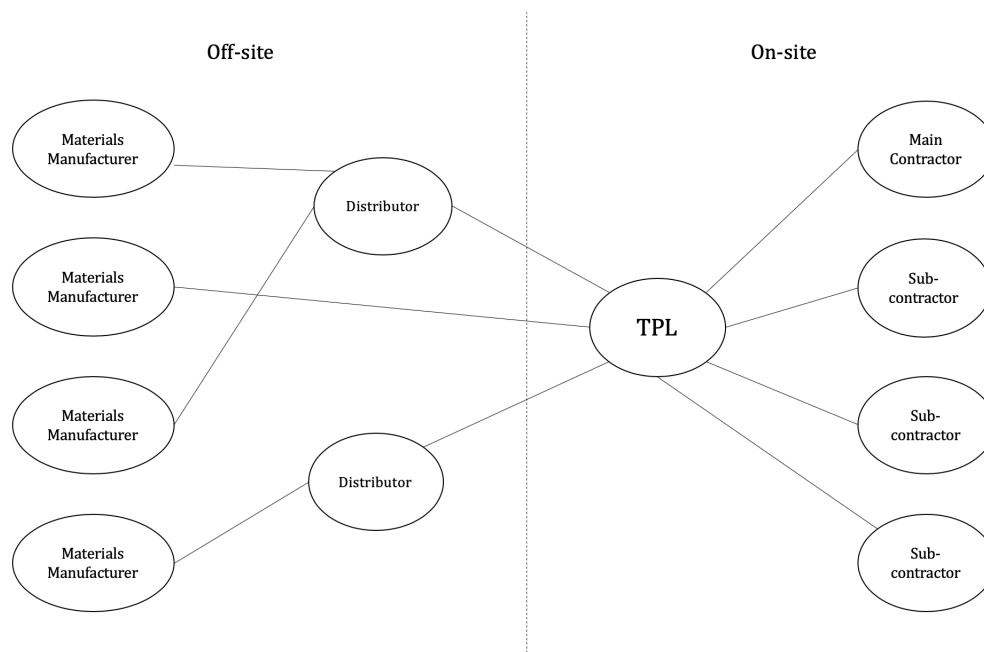 Off-site
On-site
Materials
Manufacturer
Distributor
Main
Contractor
Materials
Manufacturer
TPL
Sub-
contractor
Materials
Manufacturer
Sub-
contractor
Distributor
Materials
Manufacturer
Sub-
contractor